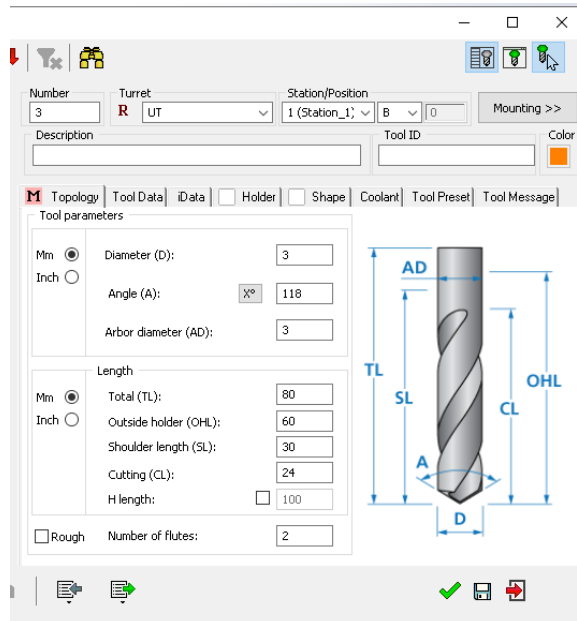 Number Turret Station/Position
3 R UT 1 (Station_1) B 0 Mounting >>
Description Tool ID Color
M Topology Tool Data iData Holder Shape Coolant Tool Preset Tool Message
Tool parameters
Mm Diameter (D): 3
Inch
Angle (A): X° 118
Arbor diameter (AD): 3
Length
Mm Total (TL): 80
Inch Outside holder (OHL): 60
Shoulder length (SL): 30
Cutting (CL): 24
H length: 100
Rough Number of flutes: 2
AD
TL
SL
CL
OHL
A
D